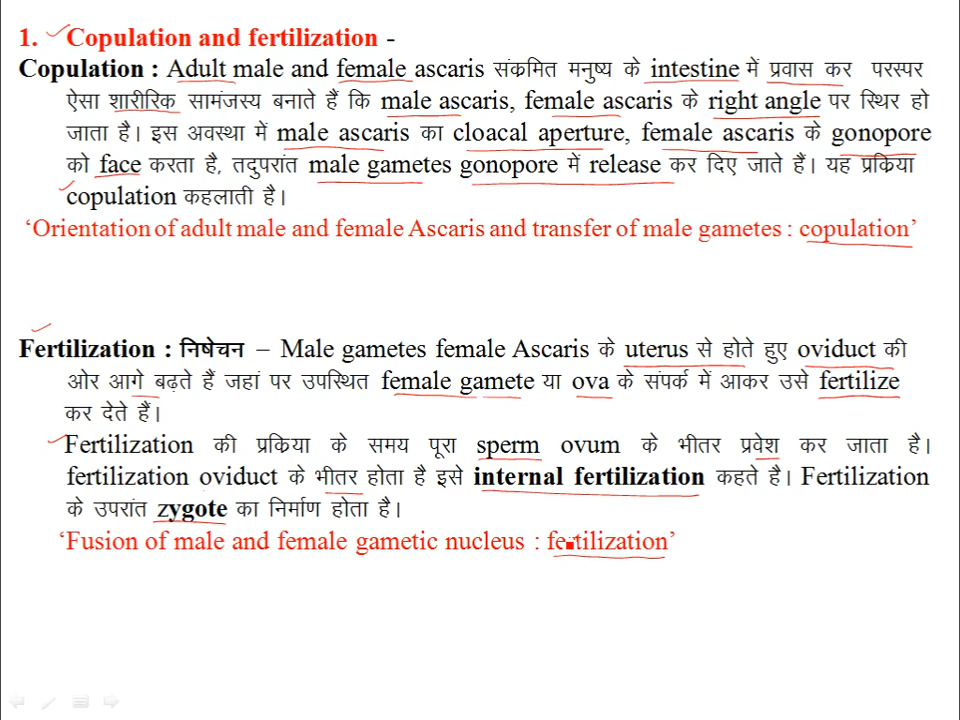 1. Copulation and fertilization -
Copulation : Adult male and female ascaris संकमित मनुष्य के intestine में प्रवास कर परस्पर
ऐसा शारीरिक सामंजस्य बनाते हैं कि male ascaris, female ascaris के right angle पर स्थिर हो
जाता है। इस अवस्था में male ascaris का cloacal aperture, female ascaris के gonopore
को face करता है, तदुपरांत male gametes gonopore में release कर दिए जाते हैं। यह प्रकिया
copulation कहलाती है।
‘Orientation of adult male and female Ascaris and transfer of male gametes : copulation’
Fertilization : निषेचन – Male gametes female Ascaris के uterus से होते हुए oviduct की
ओर आगे बढ़ते हैं जहां पर उपस्थित female gamete या ova के संपर्क में आकर उसे fertilize
कर देते हैं।
Fertilization की प्रकिया के समय पूरा sperm ovum के भीतर प्रवेश कर जाता है।
fertilization oviduct के भीतर होता है इसे internal fertilization कहते है। Fertilization
के उपरांत zygote का निर्माण होता है।
‘Fusion of male and female gametic nucleus : fertilization’